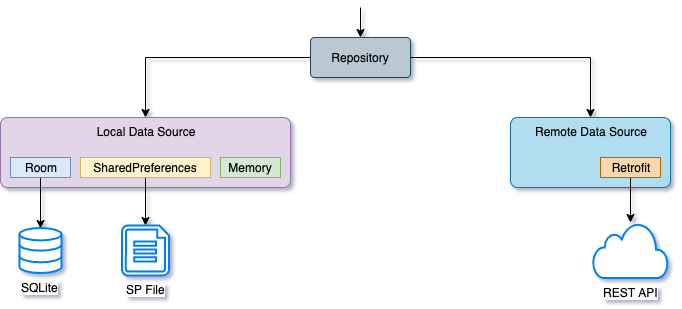 Repository
Local Data Source
Remote Data Source
Room
SharedPreferences
Memory
Retrofit
SQLite
SP File
REST API